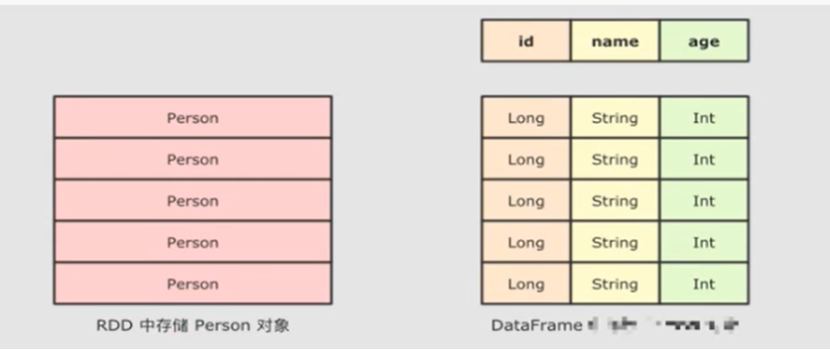 id name age
Person Long String Int
Person Long String Int
Person Long String Int
Person Long String Int
Person Long String Int
RDD 中存储 Person 对象 DataFrame